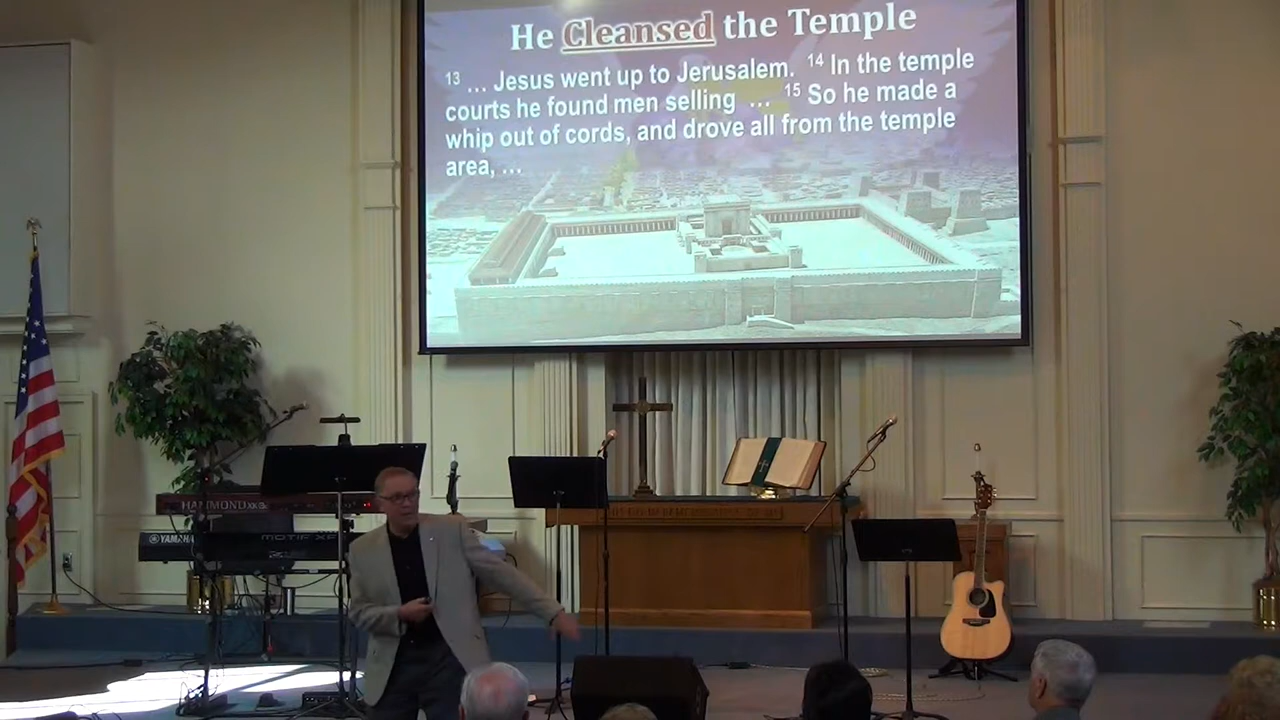 He Cleansed the Temple
13 ... Jesus went up to Jerusalem. 14 In the temple
courts he found men selling ... 15 So he made a
whip out of cords, and drove all from the temple
area, ...
HAMMOND
YAMAHA
MOTIF XF